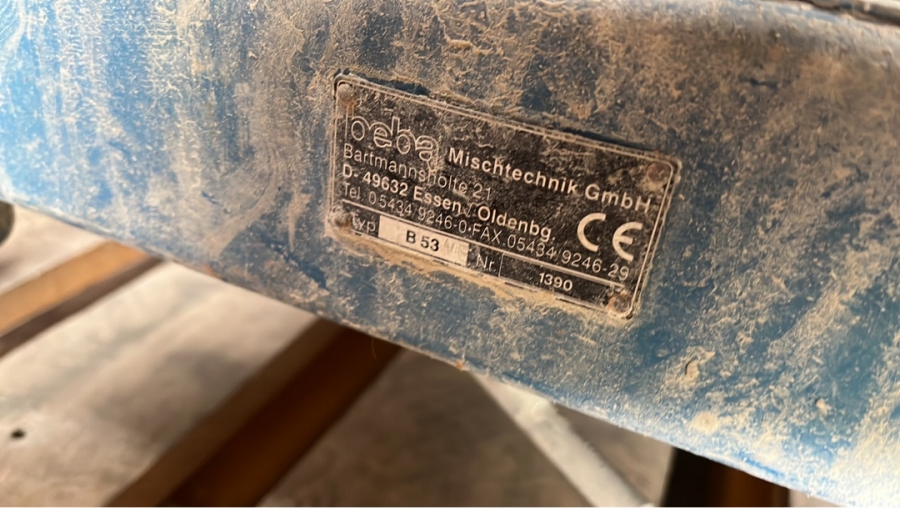 beba Mischtechnik GmbH
Bartmannsholte 21
D- 49632 Essen / Oldenbg
Tel. 05434/9246-0•FAX 05434/9246-29
CE
Typ B 53 Nr. 1390